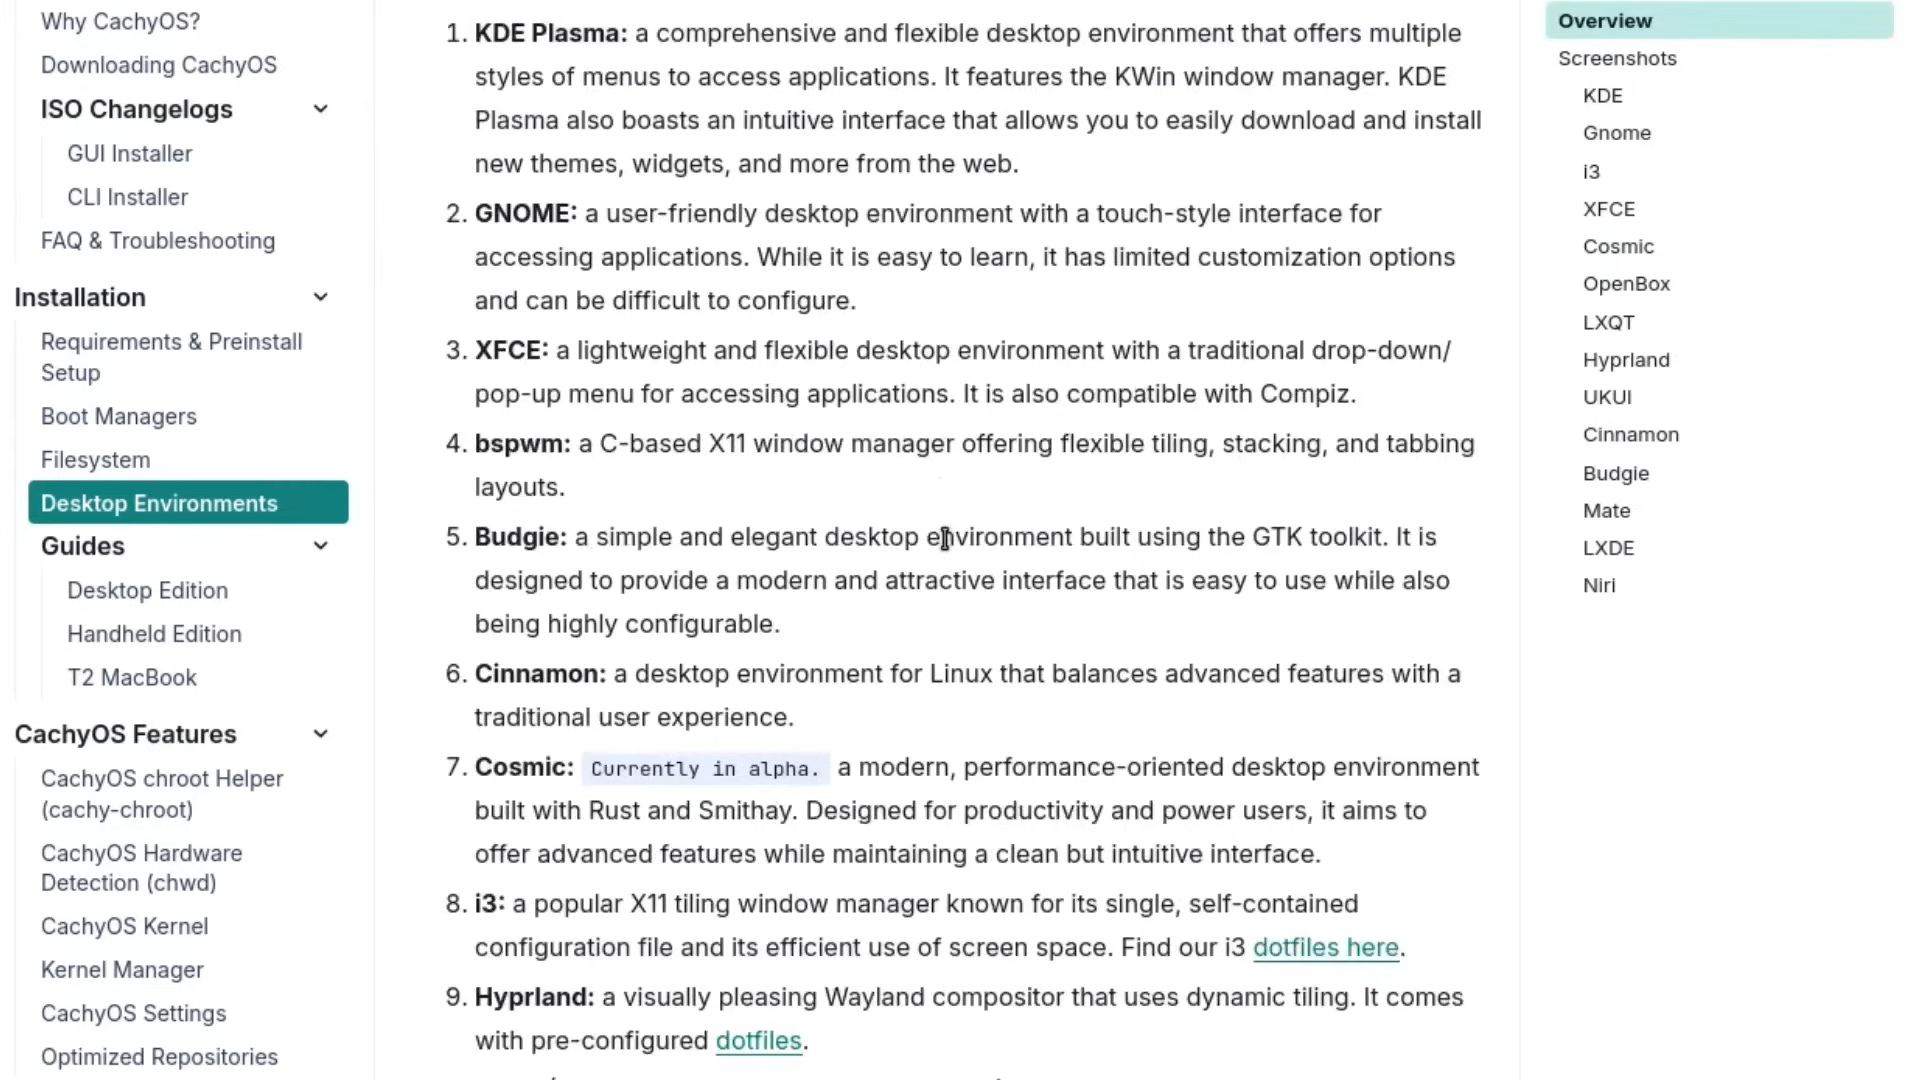 Why CachyOS?
Downloading CachyOS
ISO Changelogs
GUI Installer
CLI Installer
FAQ & Troubleshooting
Installation
Requirements & Preinstall
Setup
Boot Managers
Filesystem
Desktop Environments
Guides
Desktop Edition
Handheld Edition
T2 MacBook
CachyOS Features
CachyOS chroot Helper
(cachy-chroot)
CachyOS Hardware
Detection (chwd)
CachyOS Kernel
Kernel Manager
CachyOS Settings
Optimized Repositories
1. KDE Plasma: a comprehensive and flexible desktop environment that offers multiple
styles of menus to access applications. It features the KWin window manager. KDE
Plasma also boasts an intuitive interface that allows you to easily download and install
new themes, widgets, and more from the web.
2. GNOME: a user-friendly desktop environment with a touch-style interface for
accessing applications. While it is easy to learn, it has limited customization options
and can be difficult to configure.
3. XFCE: a lightweight and flexible desktop environment with a traditional drop-down/
pop-up menu for accessing applications. It is also compatible with Compiz.
4. bspwm: a C-based X11 window manager offering flexible tiling, stacking, and tabbing
layouts.
5. Budgie: a simple and elegant desktop environment built using the GTK toolkit. It is
designed to provide a modern and attractive interface that is easy to use while also
being highly configurable.
6. Cinnamon: a desktop environment for Linux that balances advanced features with a
traditional user experience.
7. Cosmic: Currently in alpha. a modern, performance-oriented desktop environment
built with Rust and Smithay. Designed for productivity and power users, it aims to
offer advanced features while maintaining a clean but intuitive interface.
8. i3: a popular X11 tiling window manager known for its single, self-contained
configuration file and its efficient use of screen space. Find our i3 dotfiles here.
9. Hyprland: a visually pleasing Wayland compositor that uses dynamic tiling. It comes
with pre-configured dotfiles.
Overview
Screenshots
KDE
Gnome
i3
XFCE
Cosmic
OpenBox
LXQT
Hyprland
UKUI
Cinnamon
Budgie
Mate
LXDE
Niri